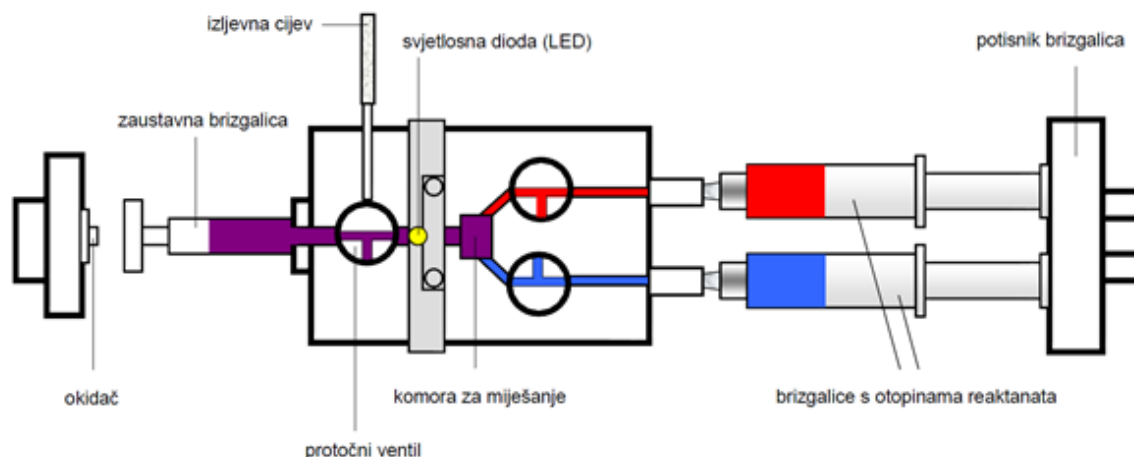 izljevna cijev
svjetlosna dioda (LED)
potisnik brizgalica
zaustavna brizgalica
okidač
komora za miješanje
brizgalice s otopinama reaktanata
protočni ventil